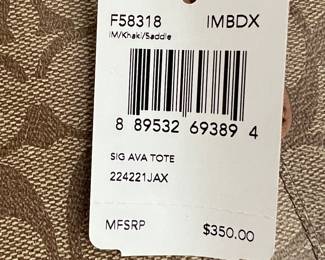 F58318 IMBDX
IM/Khaki/Saddle
8 89532 69389 4
SIG AVA TOTE
224221JAX
MFSRP $350.00